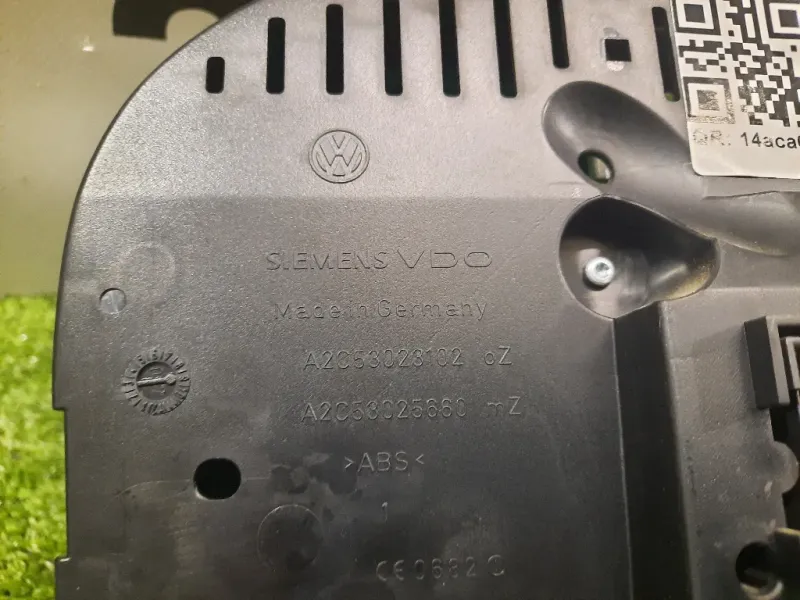 QR: 14aca
SIEMENS VDO
Made in Germany
A2C53028102 oZ
A2C53025660 mZ
>ABS<
1
CE 0682